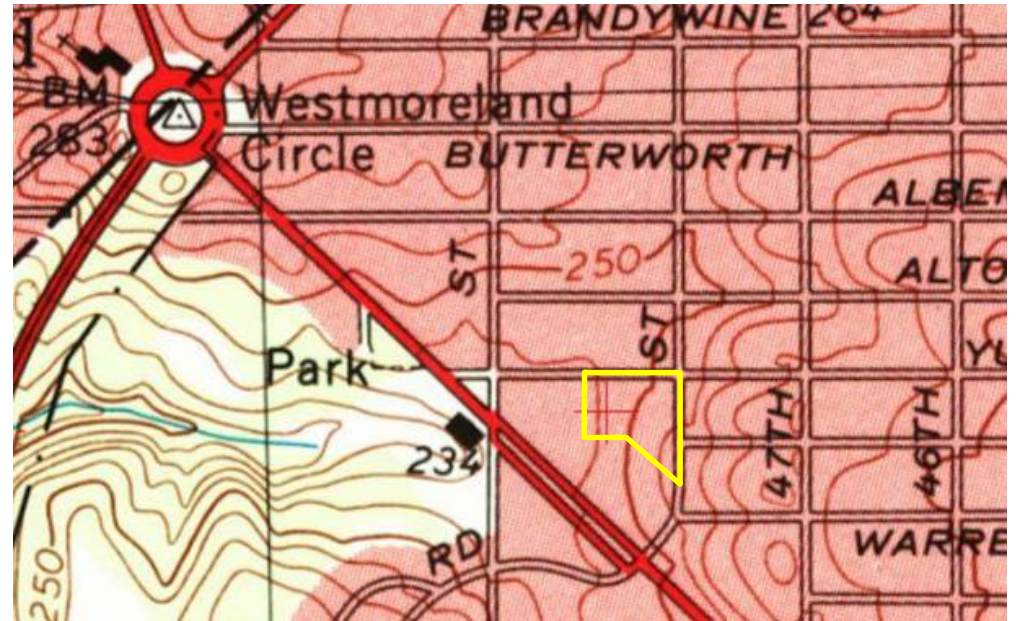 BRANDYWINE 264
d
BM
283
Westmoreland
Circle
BUTTERWORTH
ALBEM
ST
250
ALTO
ST
Park
YU
234
47TH
46TH
RD
WARRE
250